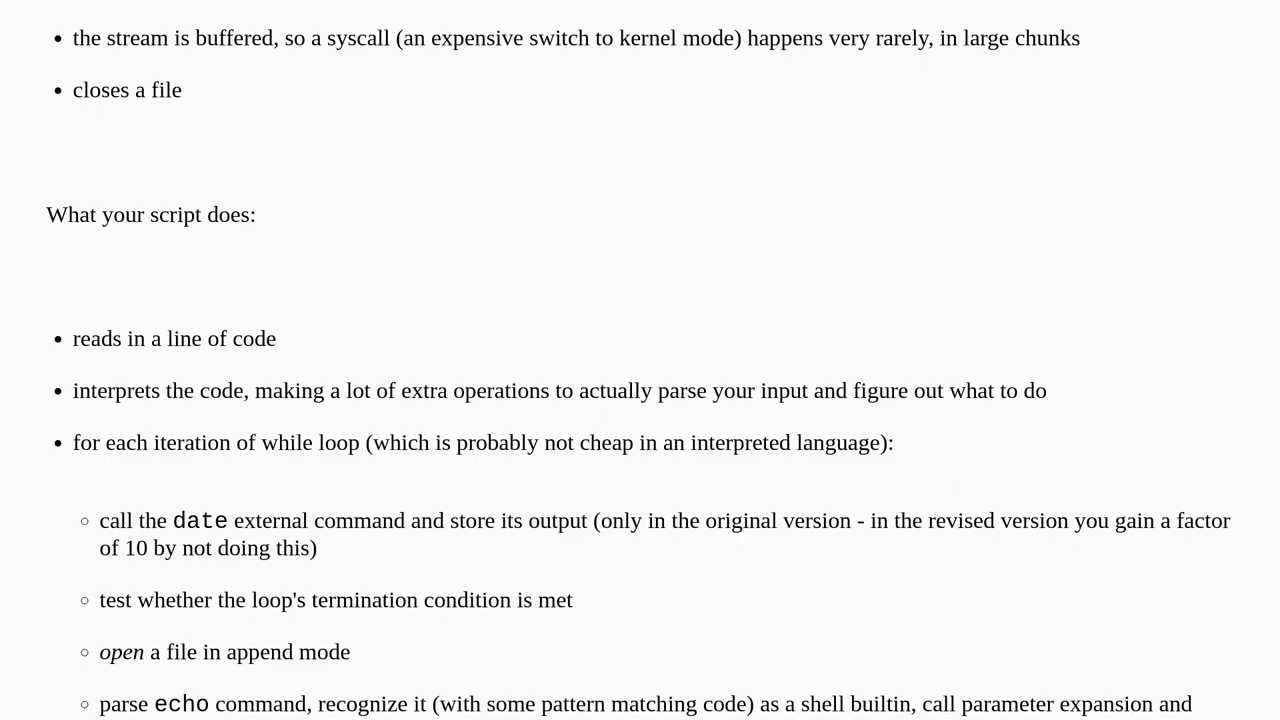 the stream is buffered, so a syscall (an expensive switch to kernel mode) happens very rarely, in large chunks
closes a file
What your script does:
reads in a line of code
interprets the code, making a lot of extra operations to actually parse your input and figure out what to do
for each iteration of while loop (which is probably not cheap in an interpreted language):
call the date external command and store its output (only in the original version - in the revised version you gain a factor
of 10 by not doing this)
test whether the loop's termination condition is met
open a file in append mode
parse echo command, recognize it (with some pattern matching code) as a shell builtin, call parameter expansion and